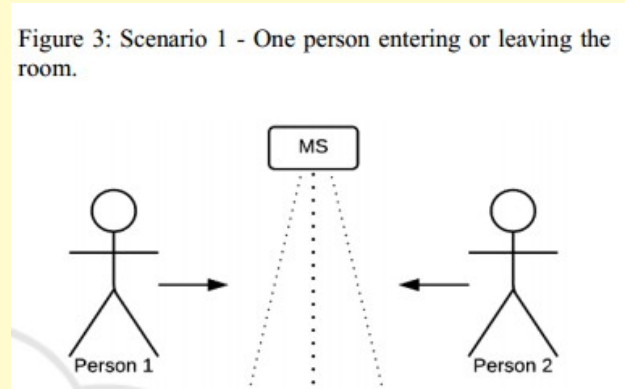 Figure 3: Scenario 1 - One person entering or leaving the
room.
MS
Person 1
Person 2